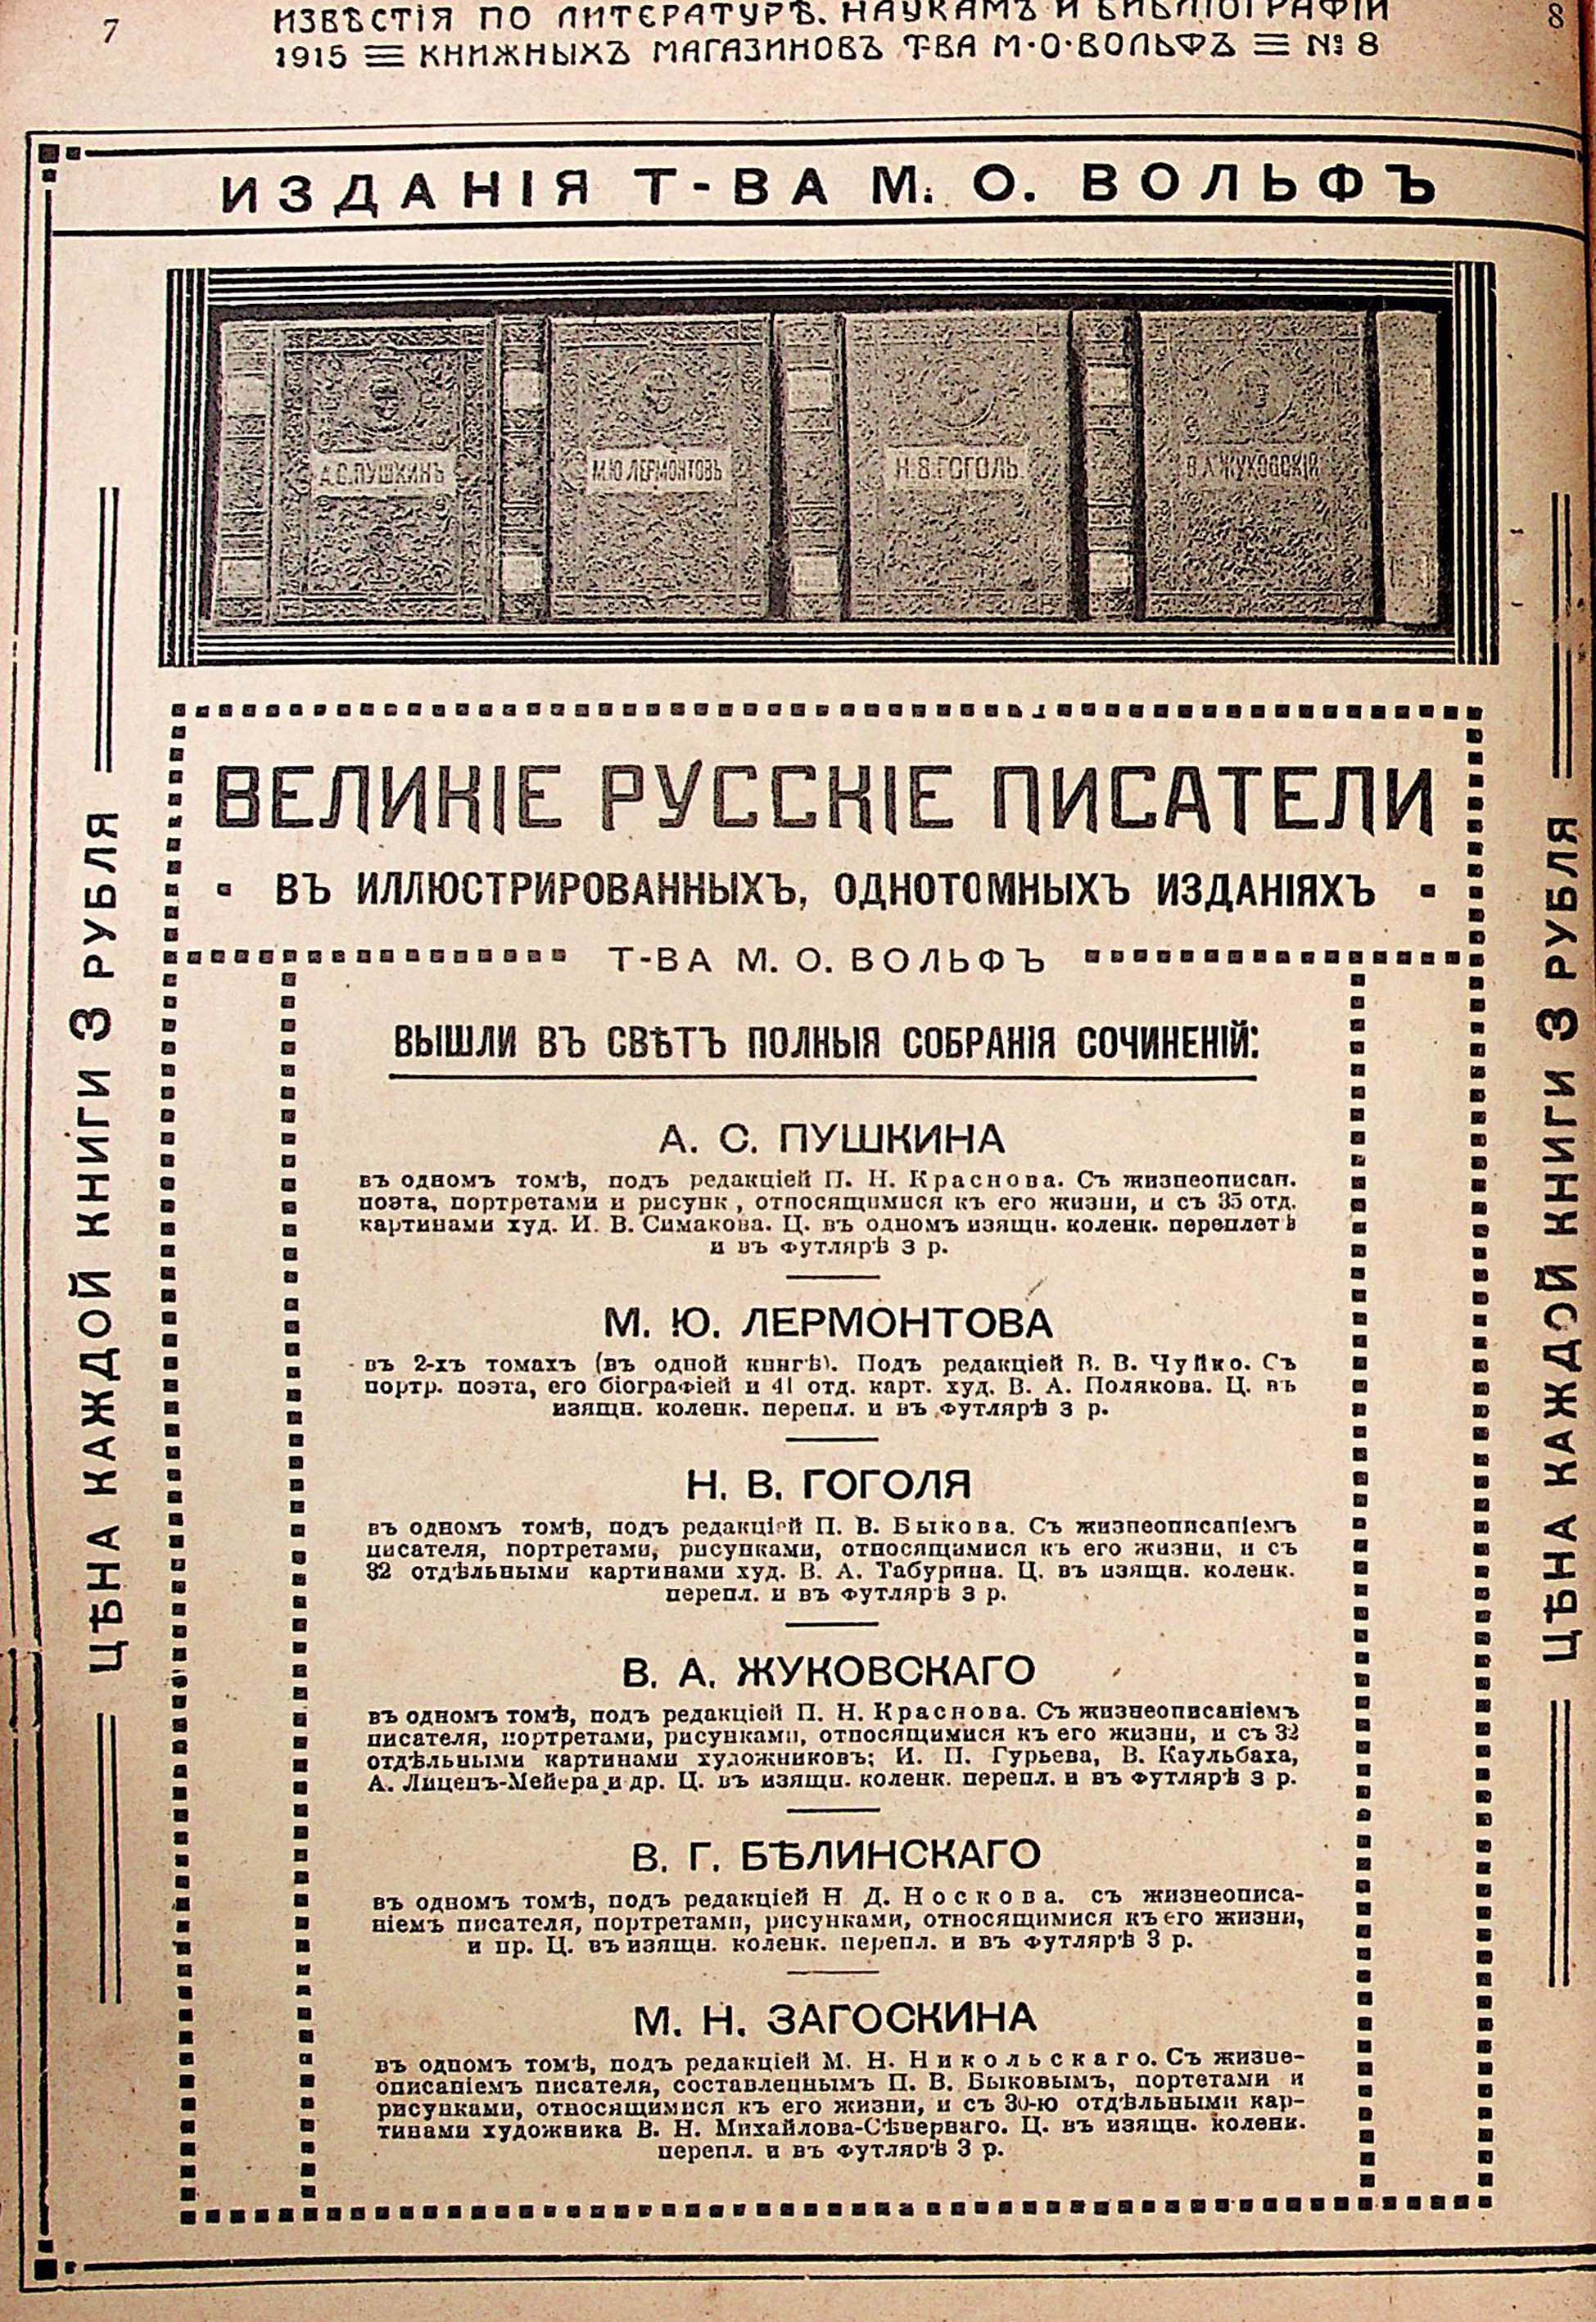 7
ИЗВѢСТІЯ ПО ЛИТЕРАТУРѢ. НАУКАМЪ И БИБЛІОГРАФІИ
8
1915 КНИЖНЫХЪ МАГАЗИНОВЪ Т-ВА М·О·ВОЛЬФЪ № 8
ИЗДАНІЯ Т-ВА М. О. ВОЛЬФЪ
А.С.ПУШКИНЪ
М.Ю ЛЕРМОНТОВЪ
Н.В.ГОГОЛЬ.
В.А.ЖУКОВСКІЙ
ВЕЛИКІЕ РУССКІЕ ПИСАТЕЛИ
ВЪ ИЛЛЮСТРИРОВАННЫХЪ, ОДНОТОМНЫХЪ ИЗДАНІЯХЪ
Т-ВА М. О. ВОЛЬФЪ
ВЫШЛИ ВЪ СВѢТЪ ПОЛНЫЯ СОБРАНІЯ СОЧИНЕНІЙ:
А. С. ПУШКИНА
въ одномъ томѣ, подъ редакціей П. Н. Краснова. Съ жизнеописан.
поэта, портретами и рисунк, относящимися къ его жизни, и съ 35 отд.
картинами худ. И. В. Симакова. Ц. въ одномъ изящн. коленк. переплетѣ
и въ футлярѣ 3 р.
М. Ю. ЛЕРМОНТОВА
въ 2-хъ томахъ (въ одной книгѣ). Подъ редакціей В. В. Чуйко. Съ
портр. поэта, его біографіей и 41 отд. карт. худ. В. А. Полякова. Ц. въ
изящн. коленк. перепл. и въ футлярѣ 3 р.
Н. В. ГОГОЛЯ
въ одномъ томѣ, подъ редакціей П. В. Быкова. Съ жизнеописаніемъ
писателя, портретами, рисунками, относящимися къ его жизни, и съ
32 отдѣльными картинами худ. В. А. Табурина. Ц. въ изящн. коленк.
перепл. и въ футлярѣ 3 р.
В. А. ЖУКОВСКАГО
въ одномъ томѣ, подъ редакціей П. Н. Краснова. Съ жизнеописаніемъ
писателя, портретами, рисунками, относящимися къ его жизни, и съ 32
отдѣльными картинами художниковъ; И. П. Гурьева, В. Каульбаха,
А. Лиценъ-Мейера и др. Ц. въ изящн. коленк. перепл. и въ футлярѣ 3 р.
В. Г. БѢЛИНСКАГО
въ одномъ томѣ, подъ редакціей Н Д. Носкова. съ жизнеописа-
ніемъ писателя, портретами, рисунками, относящимися къ его жизни,
и пр. Ц. въ изящн. коленк. перепл. и въ футлярѣ 3 р.
М. Н. ЗАГОСКИНА
въ одномъ томѣ, подъ редакціей М. Н. Никольскаго. Съ жизне-
описаніемъ писателя, составленнымъ П. В. Быковымъ, портетами и
рисунками, относящимися къ его жизни, и съ 30-ю отдѣльными кар-
тинами художника В. Н. Михайлова-Сѣвернаго. Ц. въ изящн. коленк.
перепл. и въ футлярѣ 3 р.
ЦѢНА КАЖДОЙ КНИГИ 3 РУБЛЯ
ЦѢНА КАЖДОЙ КНИГИ 3 РУБЛЯ